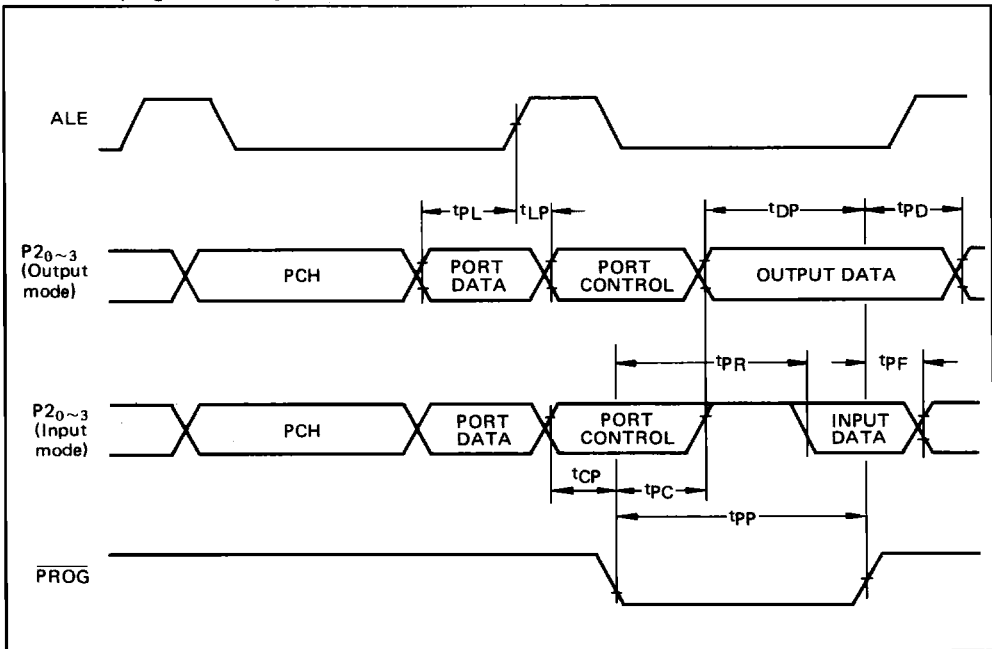 ALE
tPL tLP tDP tPD
P20~3
(Output
mode)
PCH
PORT
DATA
PORT
CONTROL
OUTPUT DATA
tPR tPF
P20~3
(Input
mode)
PCH
PORT
DATA
PORT
CONTROL
INPUT
DATA
tCP tPC
tPP
PROG